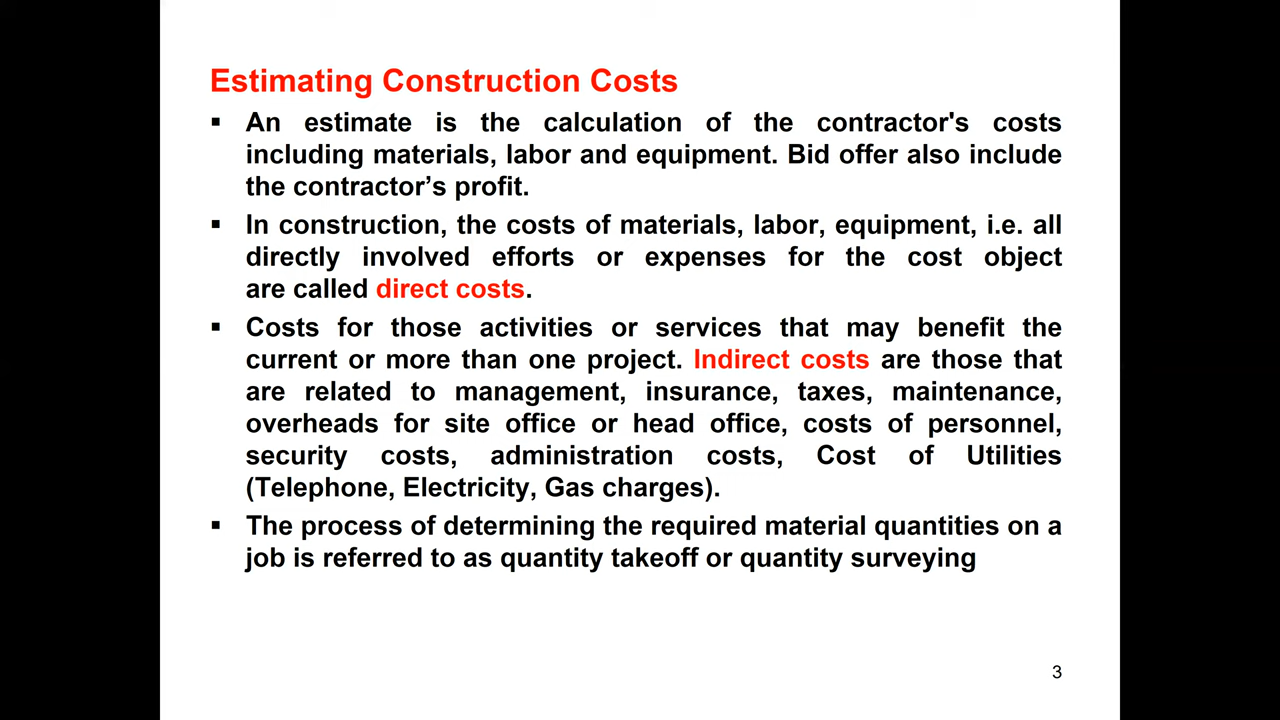 Estimating Construction Costs
▪ An estimate is the calculation of the contractor's costs
including materials, labor and equipment. Bid offer also include
the contractor’s profit.
▪ In construction, the costs of materials, labor, equipment, i.e. all
directly involved efforts or expenses for the cost object
are called direct costs.
▪ Costs for those activities or services that may benefit the
current or more than one project. Indirect costs are those that
are related to management, insurance, taxes, maintenance,
overheads for site office or head office, costs of personnel,
security costs, administration costs, Cost of Utilities
(Telephone, Electricity, Gas charges).
▪ The process of determining the required material quantities on a
job is referred to as quantity takeoff or quantity surveying
3